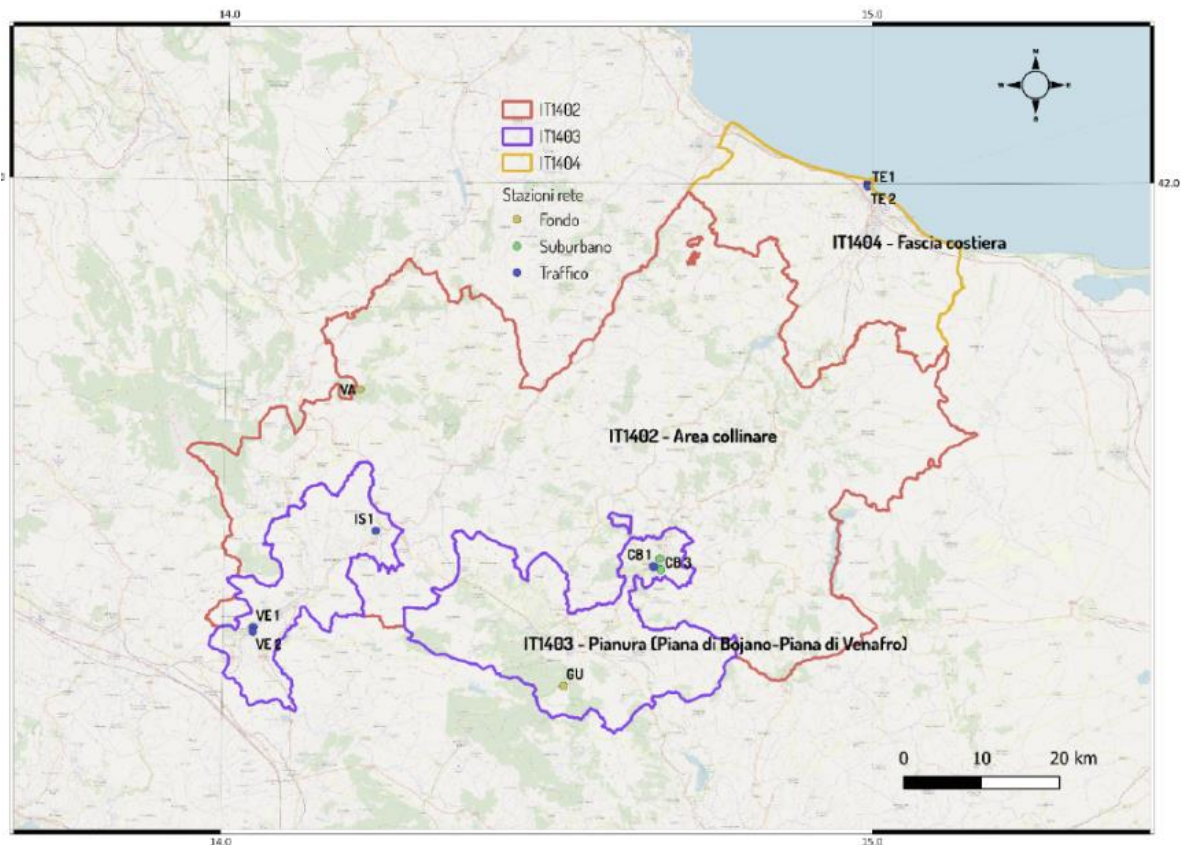 14.0
15.0
N
W
E
S
IT1402
IT1403
IT1404
Stazioni rete
Fondo
Suburbano
Traffico
TE 1
42.0
TE 2
IT1404 - Fascia costiera
VA
IT1402 - Area collinare
IS 1
CB 1
CB 3
VE 1
VE 2
IT1403 - Pianura (Piana di Bojano-Piana di Venafro)
GU
0 10 20 km
14.0
15.0